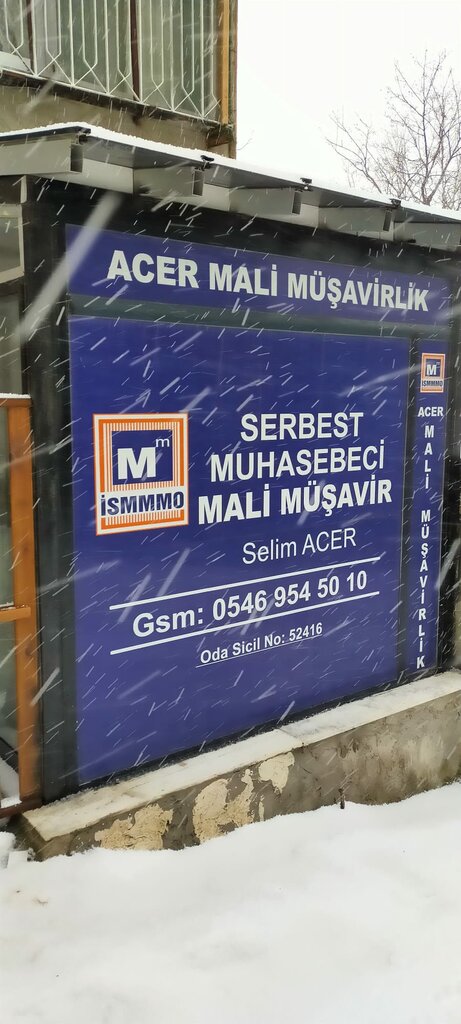 ACER MALİ MÜŞAVİRLİK
Mm
İSMMMO
SERBEST
MUHASEBECİ
MALİ MÜŞAVİR
Selim ACER
Gsm: 0546 954 50 10
Oda Sicil No: 52416
M
İSMMMO
ACER
MALİ
MÜŞAVİRLİK